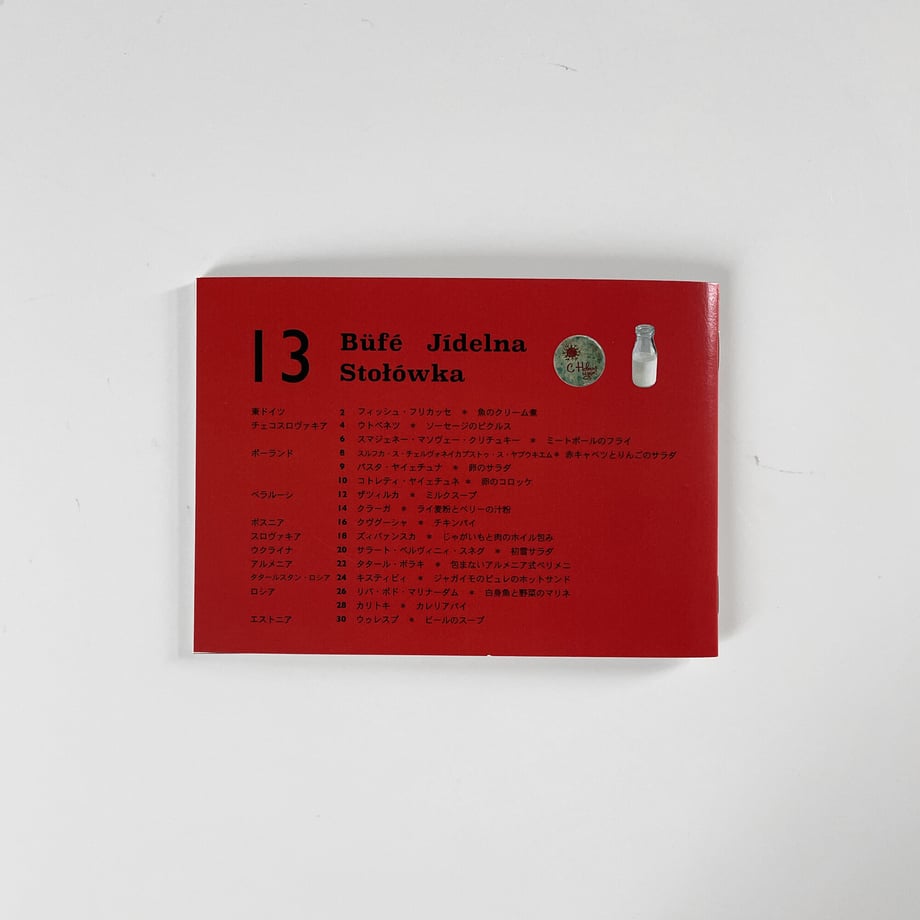 13
Büfé Jídelna
Stołówka
東ドイツ 2 フィッシュ・フリカッセ * 魚のクリーム煮
チェコスロヴァキア 4 ウトペネツ * ソーセージのピクルス
6 スマジェネー・マソヴェー・クリチュキー * ミートボールのフライ
ポーランド 8 スルフカ・ス・チェルヴォネイカプストゥ・ス・ヤブウキエム* 赤キャベツとりんごのサラダ
9 パスタ・ヤイェチュナ * 卵のサラダ
10 コトレティ・ヤイェチュネ * 卵のコロッケ
ベラルーシ 12 ザツィルカ * ミルクスープ
14 クラーガ * ライ麦粉とベリーの汁粉
ボスニア 16 クヴグーシャ * チキンパイ
スロヴァキア 18 ズィバァンスカ * じゃがいもと肉のホイル包み
ウクライナ 20 サラート・ペルヴィニィ・スネグ * 初雪サラダ
アルメニア 22 タタール・ボラキ * 包まないアルメニア式ペリメニ
タタールスタン・ロシア 24 キスティビィ * ジャガイモのピュレのホットサンド
ロシア 26 リバ・ポド・マリナーダム * 白身魚と野菜のマリネ
28 カリトキ * カレリアパイ
エストニア 30 ウゥレスプ * ビールのスープ